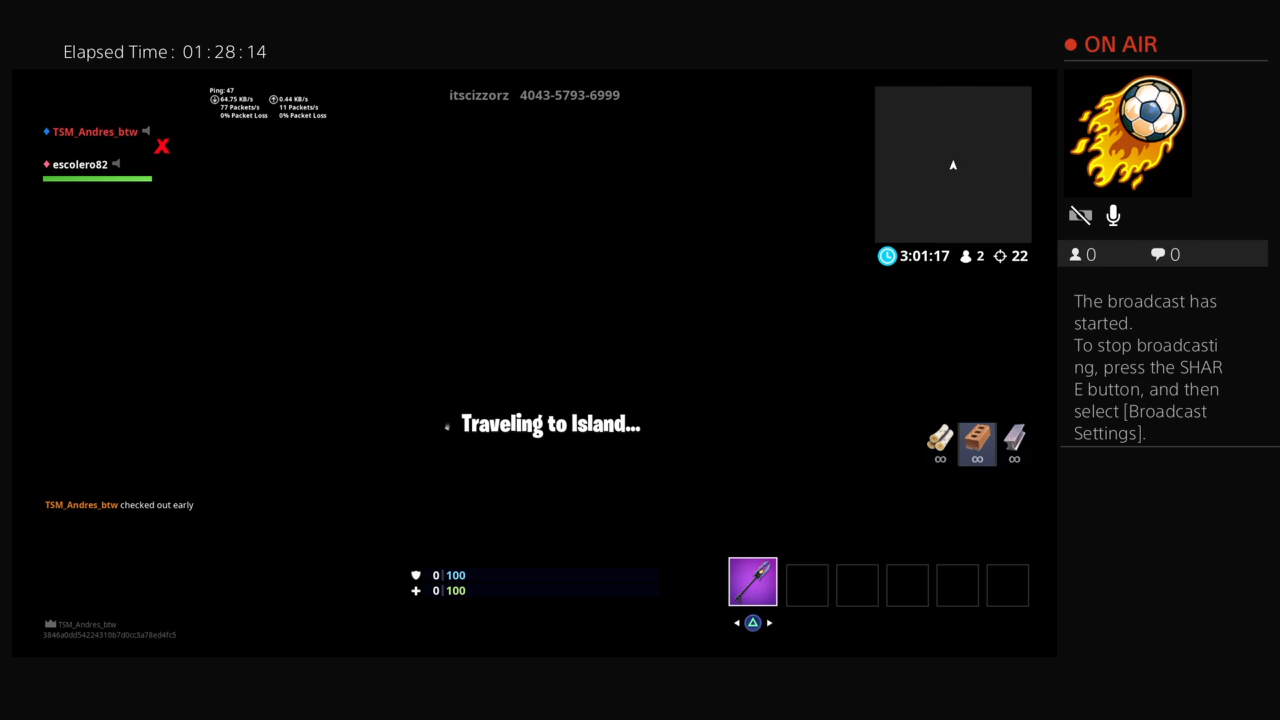 Elapsed Time: 01:28:14
ON AIR
Ping: 47
64.75 KB/s 0.44 KB/s
77 Packets/s 11 Packets/s
0% Packet Loss 0% Packet Loss
itscizzorz 4043-5793-6999
TSM_Andres_btw
X
escolero82
3:01:17 2 22
0 0
The broadcast has
started.
To stop broadcasti
ng, press the SHAR
E button, and then
select [Broadcast
Settings].
Traveling to Island...
∞ ∞ ∞
TSM_Andres_btw checked out early
0|100
0|100
TSM_Andres_btw
3846a0dd54224310b7d0cc3a78ed4fc5